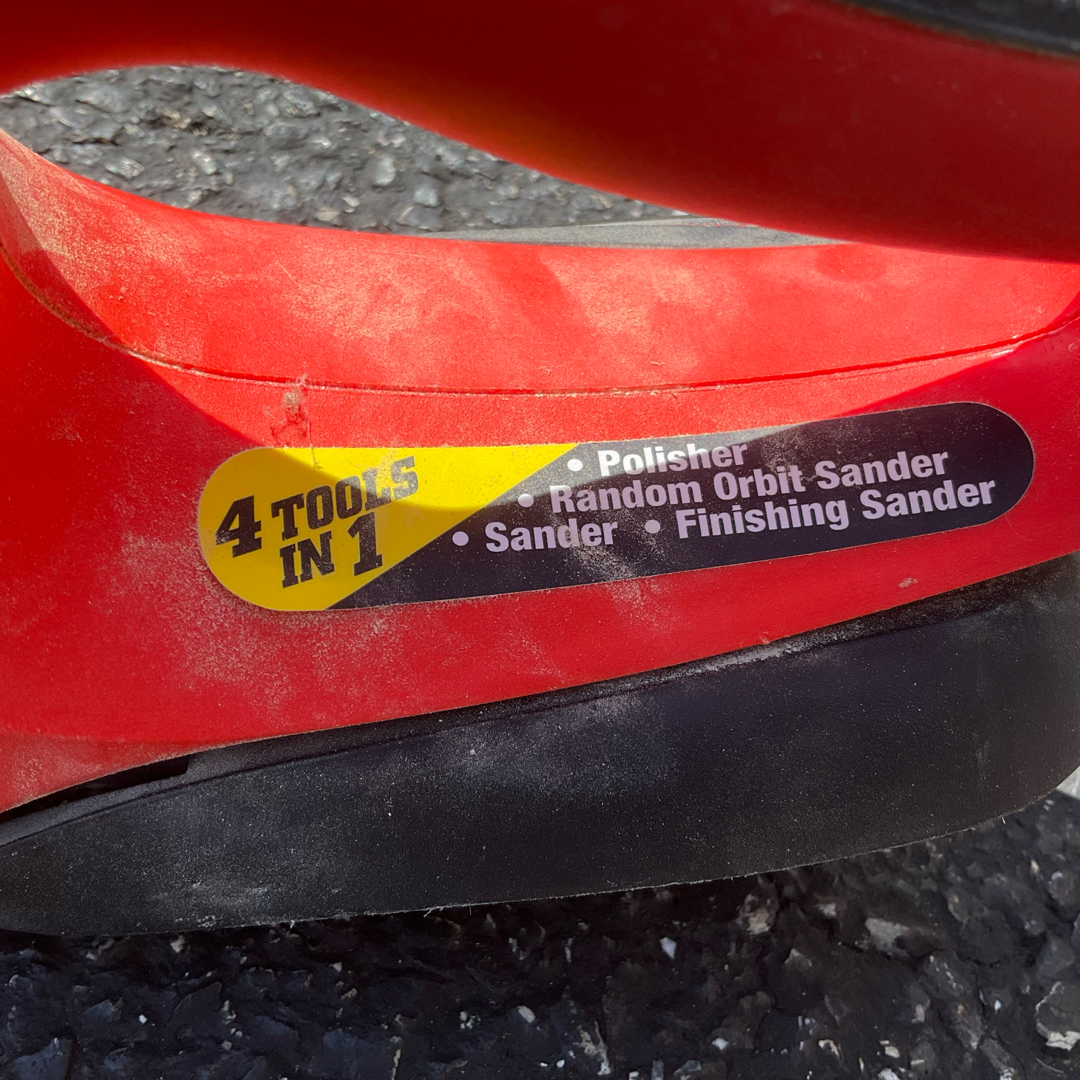 4 TOOLS
IN 1
• Polisher
• Random Orbit Sander
• Sander • Finishing Sander